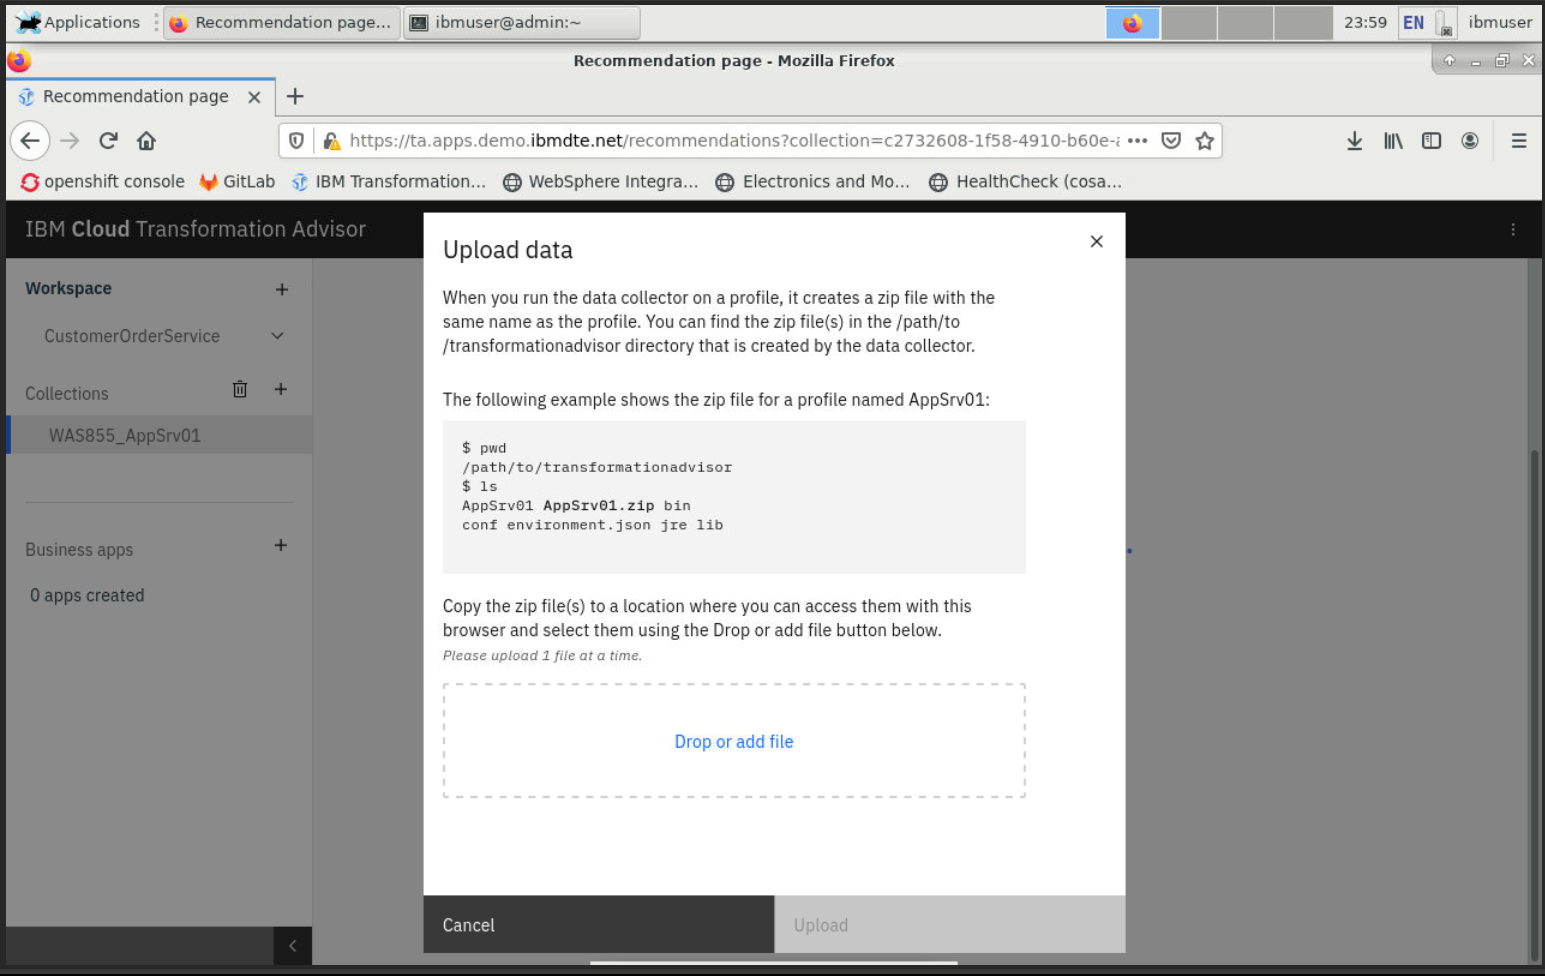 Applications
Recommendation page...
ibmuser@admin:~
23:59
EN
ibmuser
Recommendation page - Mozilla Firefox
Recommendation page
https://ta.apps.demo.ibmdte.net/recommendations?collection=c2732608-1f58-4910-b60e-a
openshift console
GitLab
IBM Transformation...
WebSphere Integra...
Electronics and Mo...
HealthCheck (cosa...
IBM Cloud Transformation Advisor
Workspace
CustomerOrderService
Collections
WAS855_AppSrv01
Business apps
0 apps created
Upload data
When you run the data collector on a profile, it creates a zip file with the
same name as the profile. You can find the zip file(s) in the /path/to
/transformationadvisor directory that is created by the data collector.
The following example shows the zip file for a profile named AppSrv01:
$ pwd
/path/to/transformationadvisor
$ ls
AppSrv01 AppSrv01.zip bin
conf environment.json jre lib
Copy the zip file(s) to a location where you can access them with this
browser and select them using the Drop or add file button below.
Please upload 1 file at a time.
Drop or add file
Cancel
Upload